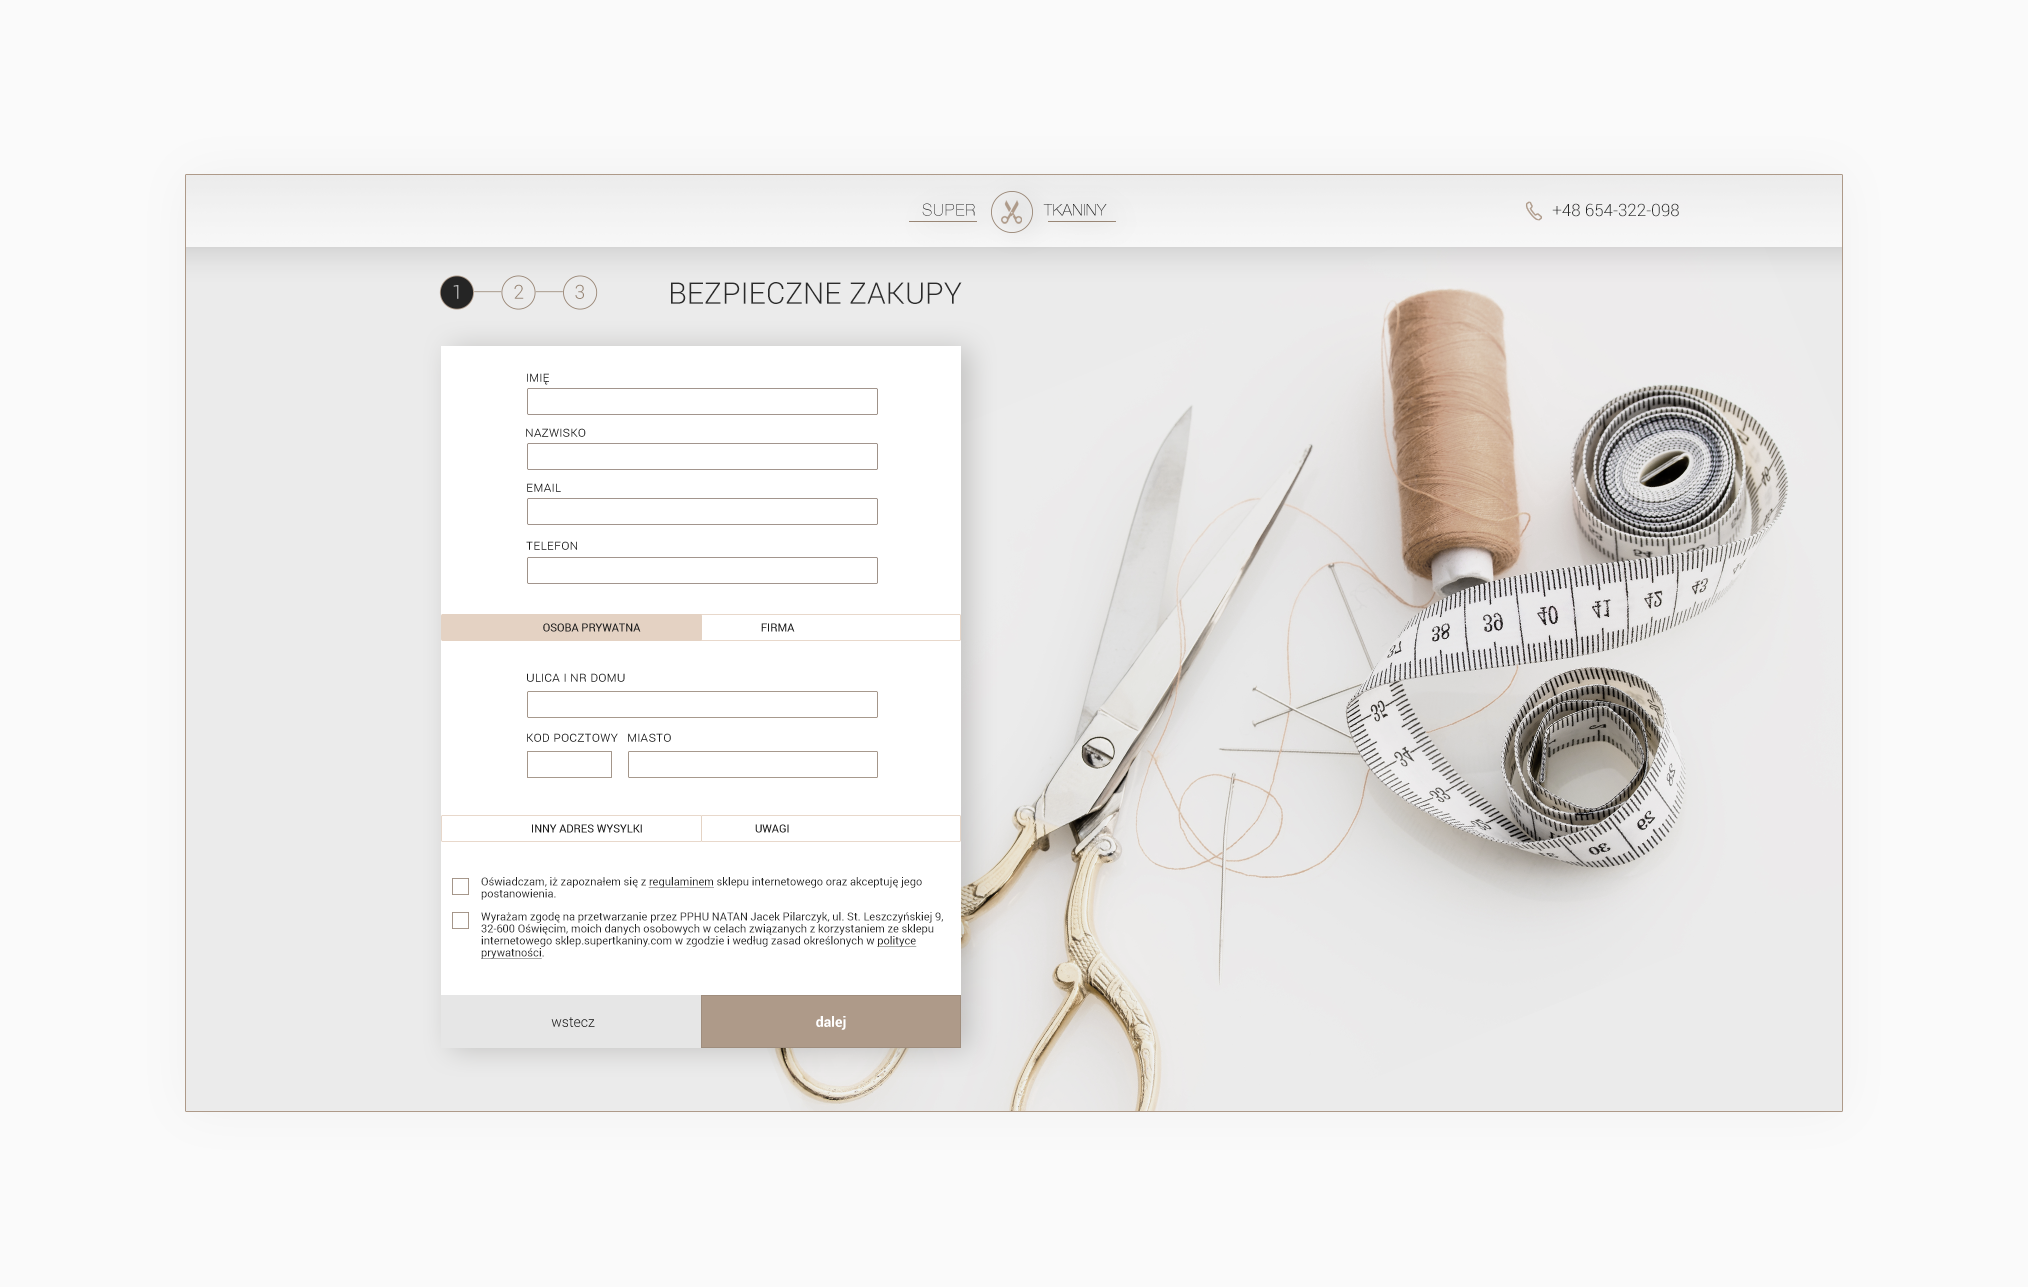 SUPER TKANINY
+48 654-322-098
1 2 3
BEZPIECZNE ZAKUPY
IMIĘ
NAZWISKO
EMAIL
TELEFON
OSOBA PRYWATNA FIRMA
ULICA I NR DOMU
KOD POCZTOWY MIASTO
INNY ADRES WYSYLKI UWAGI
Oświadczam, iż zapoznałem się z regulaminem sklepu internetowego oraz akceptuję jego
postanowienia.
Wyrażam zgodę na przetwarzanie przez PPHU NATAN Jacek Pilarczyk, ul. St. Leszczyńskiej 9,
32-600 Oświęcim, moich danych osobowych w celach związanych z korzystaniem ze sklepu
internetowego sklep.supertkaniny.com w zgodzie i według zasad określonych w polityce
prywatności.
wstecz dalej
37 38 39 40 41 42 43
35
34
33
30 29 28